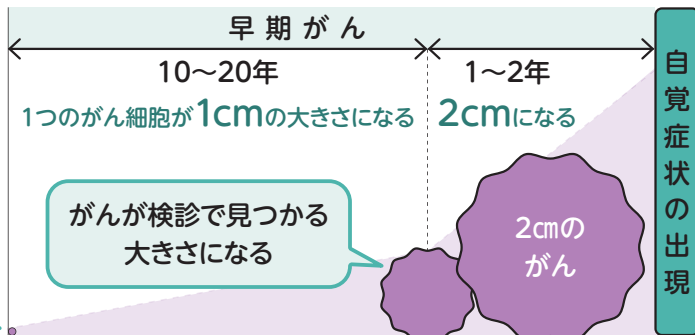 早期がん
10〜20年
1〜2年
1つのがん細胞が1cmの大きさになる
2cmになる
がんが検診で見つかる
大きさになる
2cmの
がん
自覚症状の出現